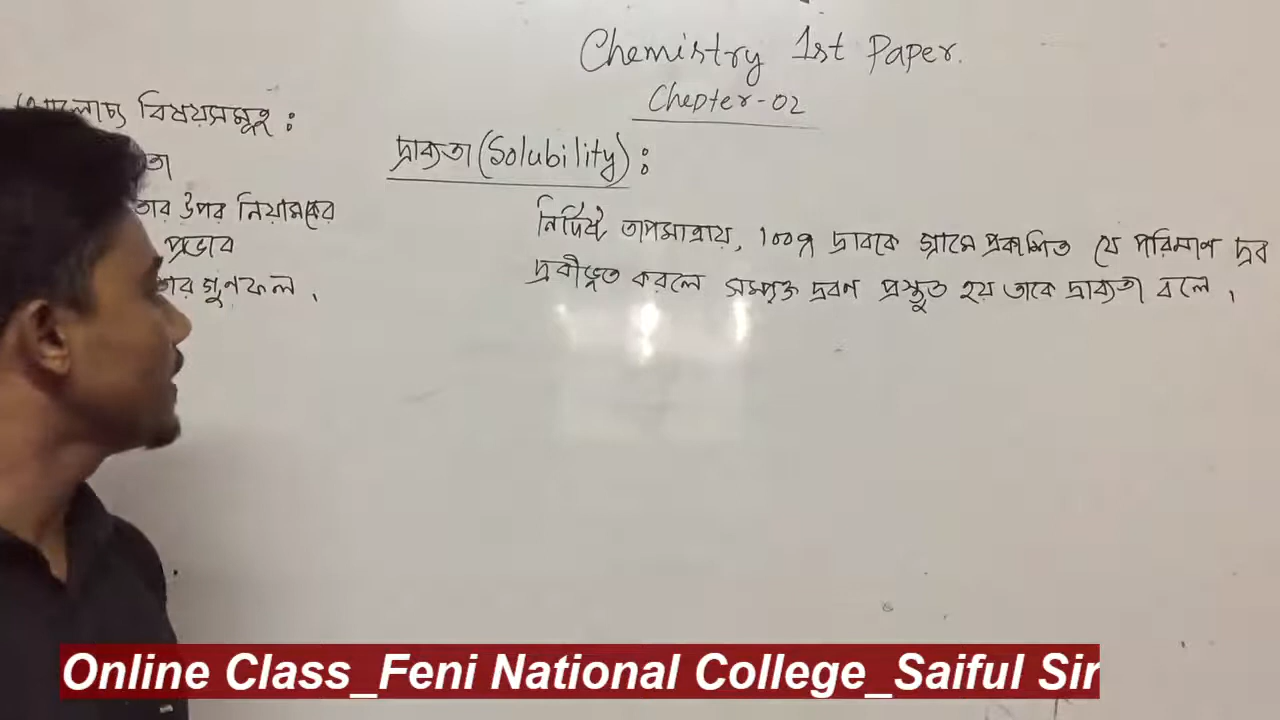 Chemistry 1st Paper.
Chepter-02
আলোচ্য বিষয়সমূহ :
তা
তার উপর নিয়ামকের
প্রভাব
তার গুণফল ।
দ্রাব্যতা (Solubility) :
নির্দিষ্ট তাপমাত্রায়, ১০০g দ্রাবকে গ্রামে প্রকাশিত যে পরিমাণ দ্রব
দ্রবীভূত করলে সম্পৃক্ত দ্রবণ প্রস্তুত হয় তাকে দ্রাব্যতা বলে ।
Online Class_Feni National College_Saiful Sir